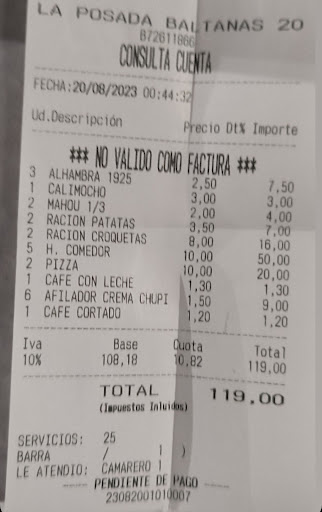 LA POSADA BALTANAS 20
B72611866
CONSULTA CUENTA
FECHA:20/08/2023 00:44:32
Ud.Descripción Precio Dt% Importe
*** NO VALIDO COMO FACTURA ***
3 ALHAMBRA 1925 2,50 7,50
1 CALIMOCHO 3,00 3,00
2 MAHOU 1/3 2,00 4,00
2 RACION PATATAS 3,50 7,00
2 RACION CROQUETAS 8,00 16,00
5 H. COMEDOR 10,00 50,00
2 PIZZA 10,00 20,00
1 CAFE CON LECHE 1,30 1,30
6 AFILADOR CREMA CHUPI 1,50 9,00
1 CAFE CORTADO 1,20 1,20
Iva Base Cuota Total
10% 108,18 10,82 119,00
TOTAL 119,00
(Impuestos Inluidos)
SERVICIOS: 25
BARRA / 1 )
LE ATENDIO: CAMARERO 1
----- PENDIENTE DE PAGO -----
23082001010007